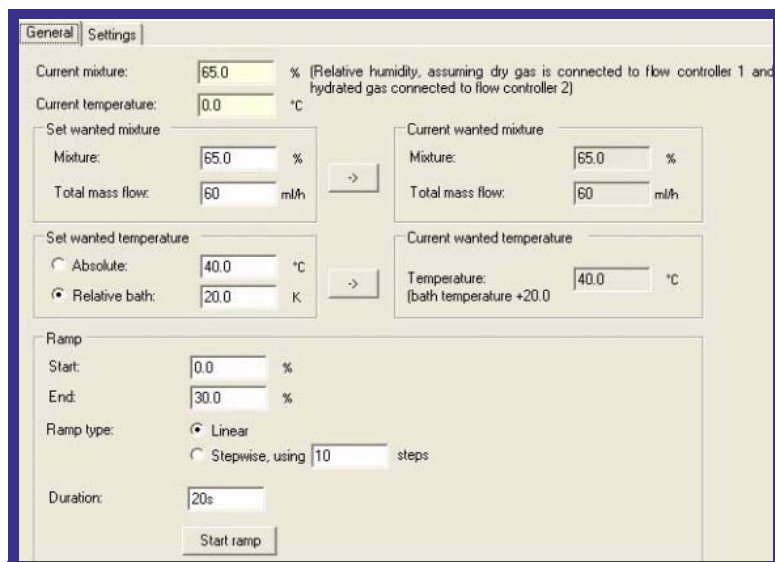 General Settings
Current mixture: 65.0 % (Relative humidity, assuming dry gas is connected to flow controller 1 and
hydrated gas connected to flow controller 2)
Current temperature: 0.0 °C
Set wanted mixture Current wanted mixture
Mixture: 65.0 % Mixture: 65.0 %
->
Total mass flow: 60 ml/h Total mass flow: 60 ml/h
Set wanted temperature Current wanted temperature
Absolute: 40.0 °C
-> Temperature: 40.0 °C
Relative bath: 20.0 K (bath temperature +20.0
Ramp
Start: 0.0 %
End: 30.0 %
Ramp type: Linear
Stepwise, using 10 steps
Duration: 20s
Start ramp